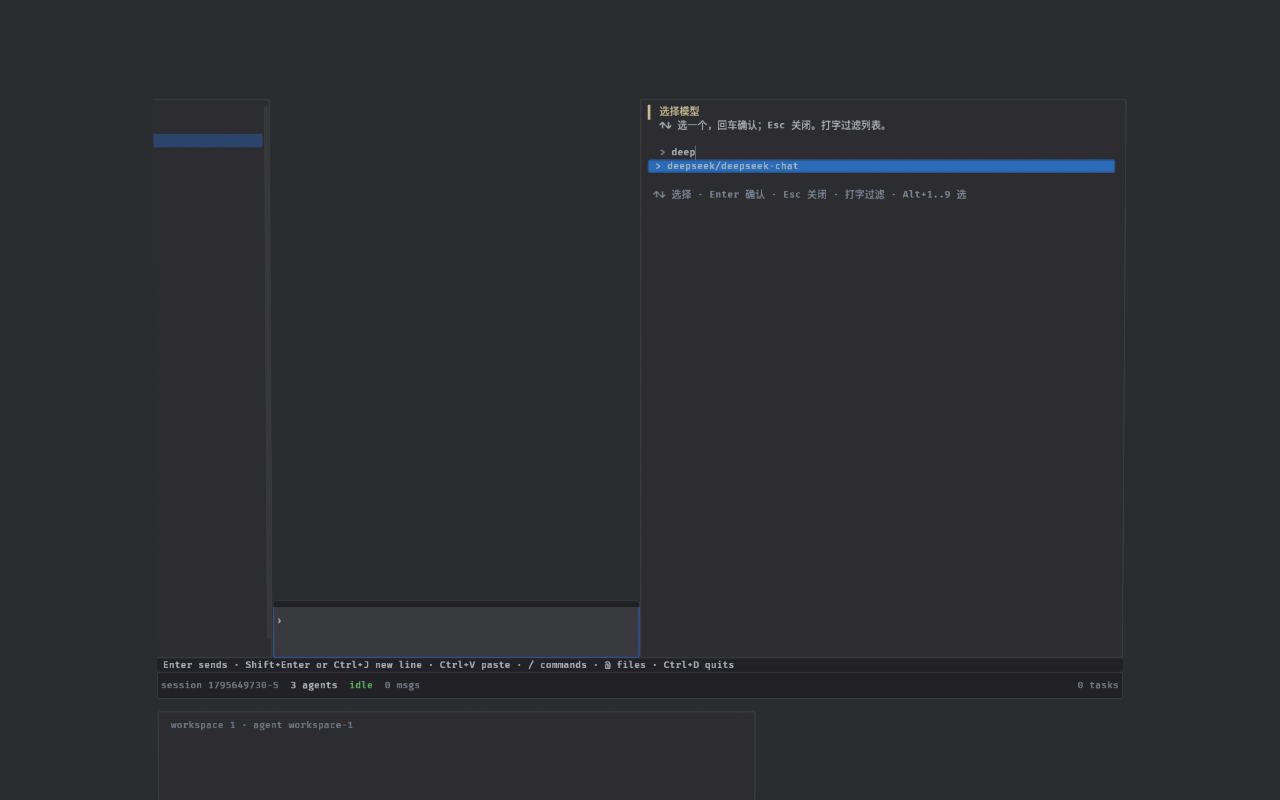 选择模型
↑↓ 选一个，回车确认；Esc 关闭。打字过滤列表。
> deep
> deepseek/deepseek-chat
↑↓ 选择 · Enter 确认 · Esc 关闭 · 打字过滤 · Alt+1..9 选
›
Enter sends · Shift+Enter or Ctrl+J new line · Ctrl+V paste · / commands · @ files · Ctrl+D quits
session 1795649730-5 3 agents idle 0 msgs 0 tasks
workspace 1 · agent workspace-1